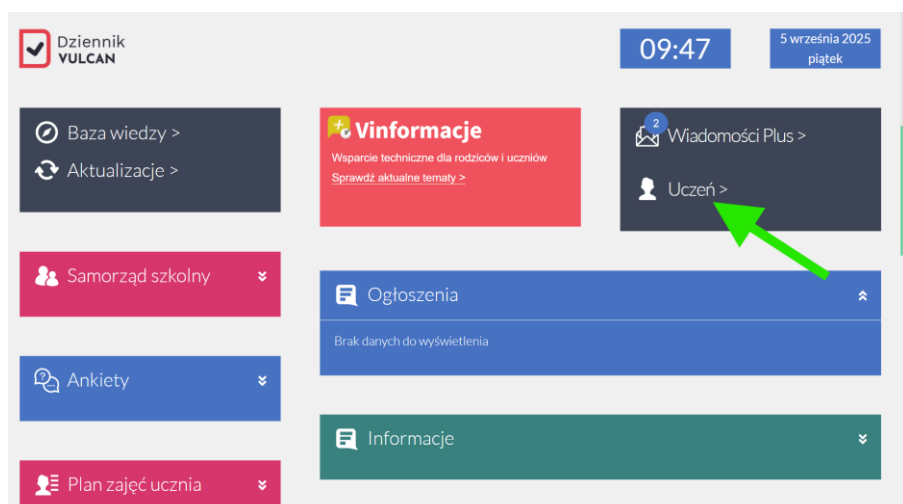 Dziennik
VULCAN
09:47
5 września 2025
piątek
Baza wiedzy >
Aktualizacje >
Vinformacje
Wsparcie techniczne dla rodziców i uczniów
Sprawdź aktualne tematy >
2
Wiadomości Plus >
Uczeń >
Samorząd szkolny
Ogłoszenia
Brak danych do wyświetlenia
Ankiety
Informacje
Plan zajęć ucznia